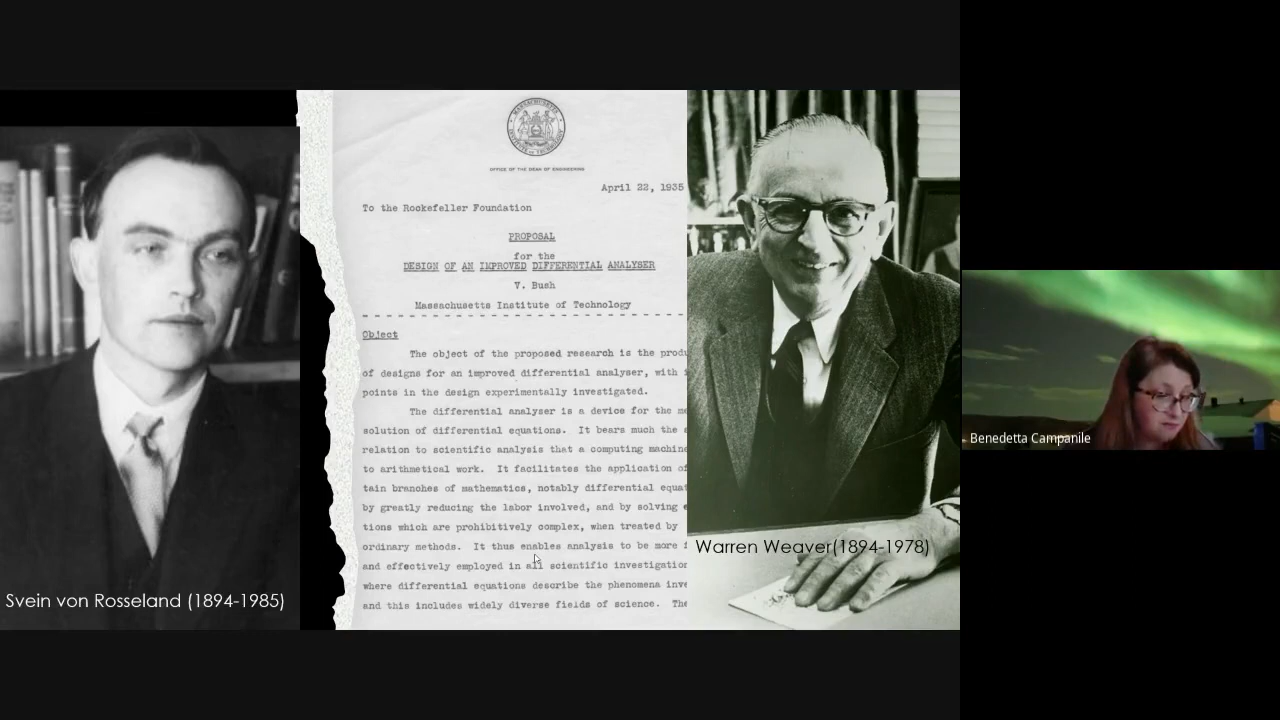 Svein von Rosseland (1894-1985)
OFFICE OF THE DEAN OF ENGINEERING
April 22, 1935
To the Rockefeller Foundation
PROPOSAL
for the
DESIGN OF AN IMPROVED DIFFERENTIAL ANALYSER
V. Bush
Massachusetts Institute of Technology
Object
The object of the proposed research is the produ
of designs for an improved differential analyser, with
points in the design experimentally investigated.
The differential analyser is a device for the me
solution of differential equations. It bears much the s
relation to scientific analysis that a computing machine
to arithmetical work. It facilitates the application of
tain branches of mathematics, notably differential equat
by greatly reducing the labor involved, and by solving e
tions which are prohibitively complex, when treated by
ordinary methods. It thus enables analysis to be more
and effectively employed in all scientific investigation
where differential equations describe the phenomena inve
and this includes widely diverse fields of science. The
Warren Weaver(1894-1978)
Benedetta Campanile